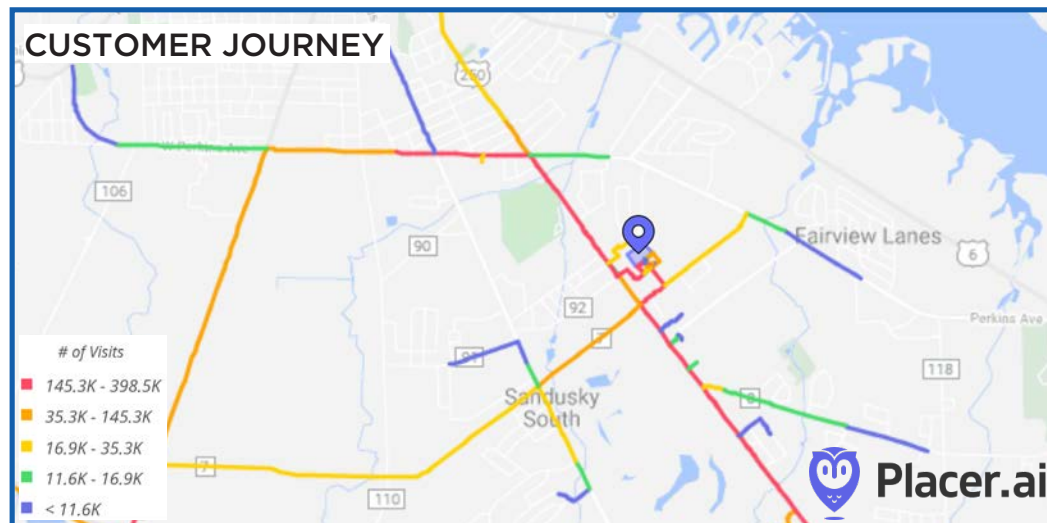 CUSTOMER JOURNEY
250
W Perkins Ave
106
90
Fairview Lanes
6
92
Perkins Ave
# of Visits
7
118
145.3K - 398.5K
35.3K - 145.3K
Sandusky
South
16.9K - 35.3K
7
110
11.6K - 16.9K
< 11.6K
Placer.ai